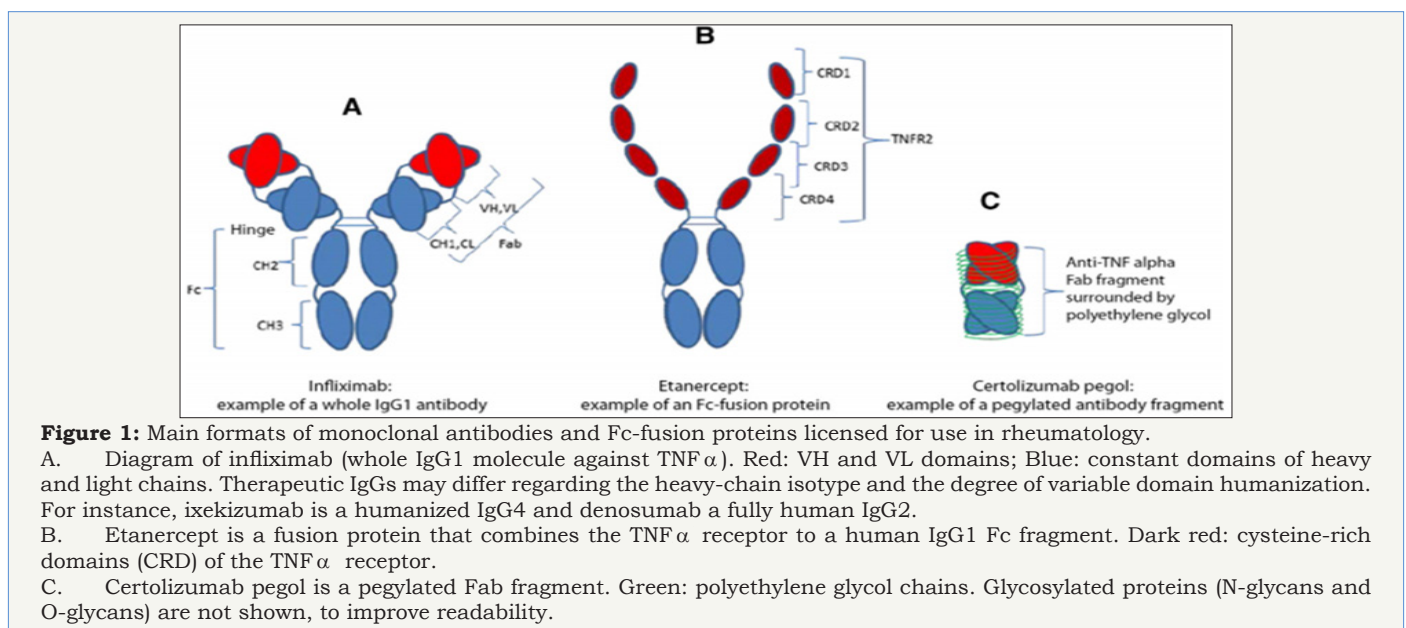 B
A
C
CRD1
CRD2
CRD3
CRD4
TNFR2
VH,VL
CH1,CL
Fab
Hinge
CH2
Fc
CH3
Anti-TNF alpha
Fab fragment
surrounded by
polyethylene glycol
Infliximab:
example of a whole IgG1 antibody
Etanercept:
example of an Fc-fusion protein
Certolizumab pegol:
example of a pegylated antibody fragment
Figure 1: Main formats of monoclonal antibodies and Fc-fusion proteins licensed for use in rheumatology.
A. Diagram of infliximab (whole IgG1 molecule against TNFα). Red: VH and VL domains; Blue: constant domains of heavy
and light chains. Therapeutic IgGs may differ regarding the heavy-chain isotype and the degree of variable domain humanization.
For instance, ixekizumab is a humanized IgG4 and denosumab a fully human IgG2.
B. Etanercept is a fusion protein that combines the TNFα receptor to a human IgG1 Fc fragment. Dark red: cysteine-rich
domains (CRD) of the TNFα receptor.
C. Certolizumab pegol is a pegylated Fab fragment. Green: polyethylene glycol chains. Glycosylated proteins (N-glycans and
O-glycans) are not shown, to improve readability.